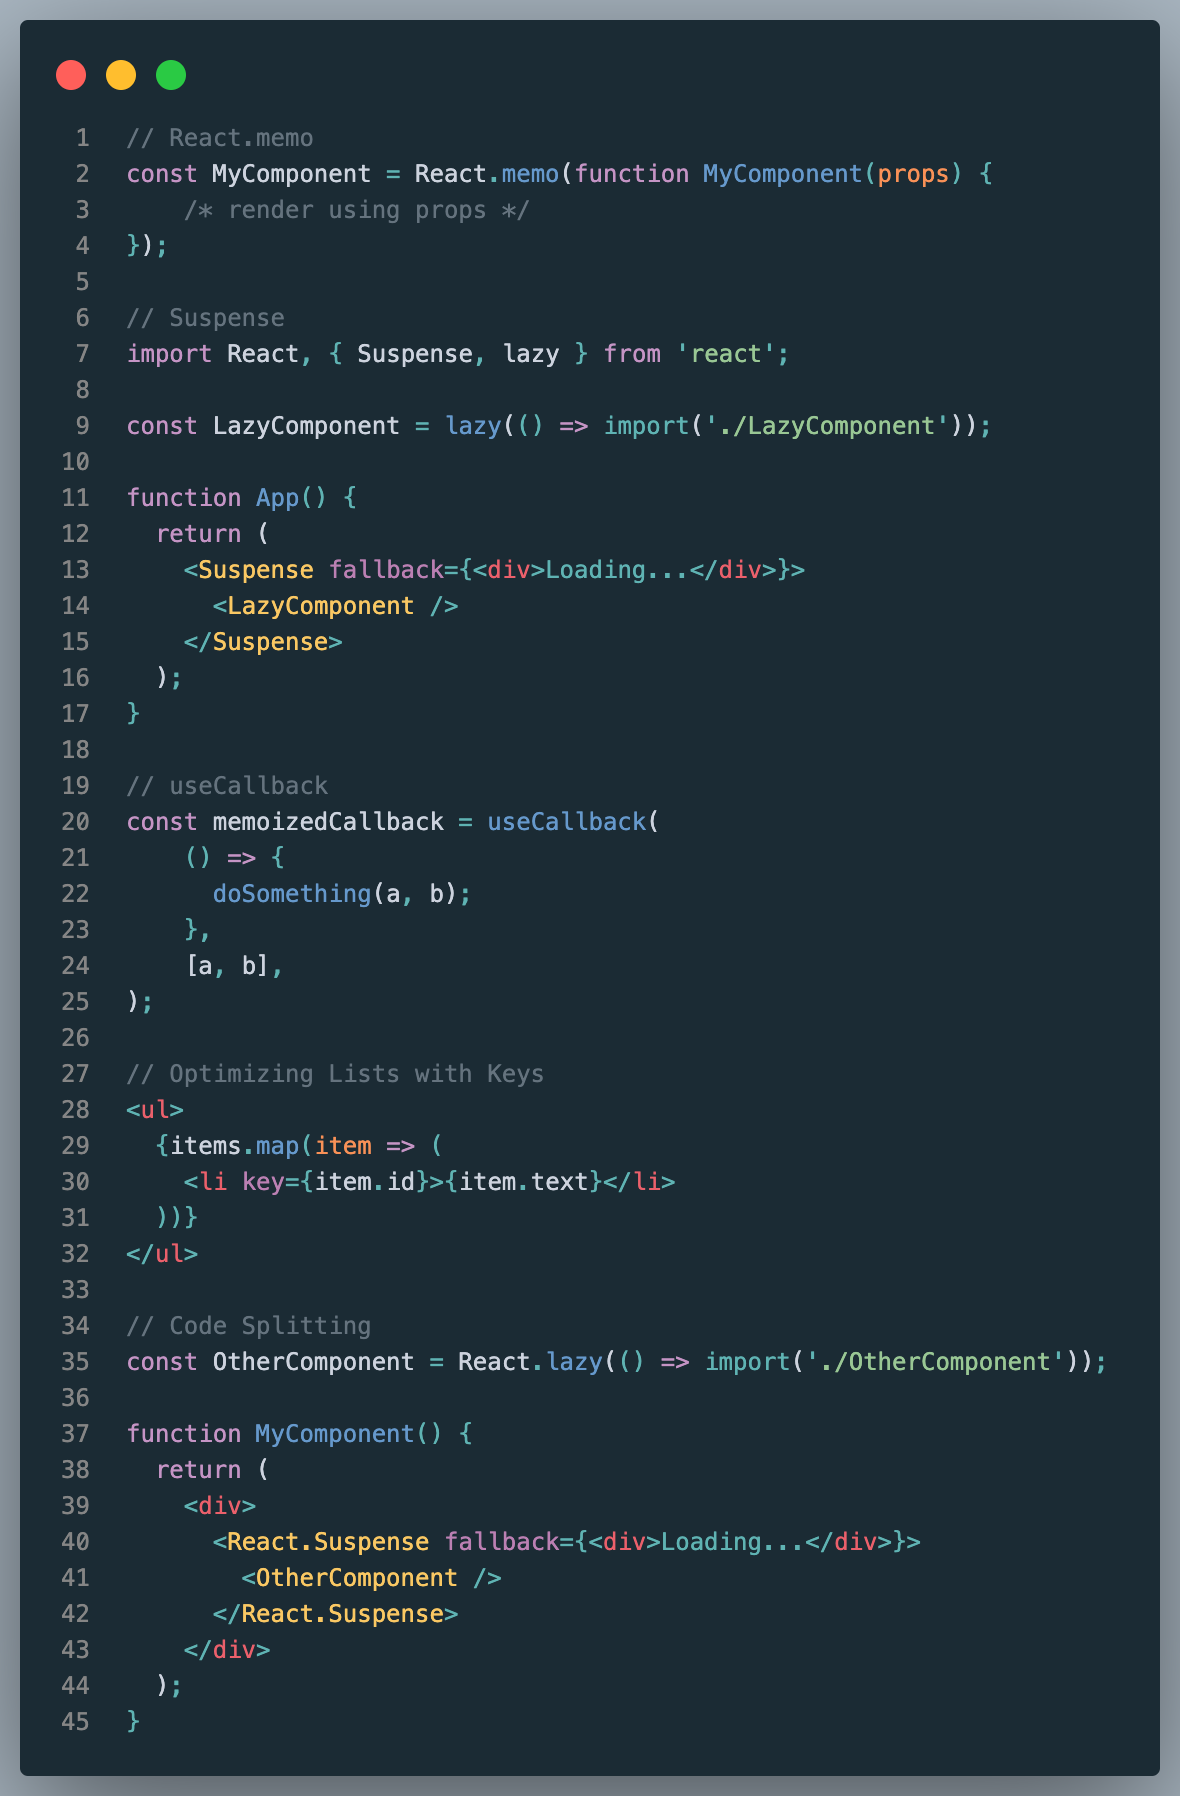 1 // React.memo
2 const MyComponent = React.memo(function MyComponent(props) {
3     /* render using props */
4 });
5
6 // Suspense
7 import React, { Suspense, lazy } from 'react';
8
9 const LazyComponent = lazy(() => import('./LazyComponent'));
10
11 function App() {
12   return (
13     <Suspense fallback={<div>Loading...</div>}>
14       <LazyComponent />
15     </Suspense>
16   );
17 }
18
19 // useCallback
20 const memoizedCallback = useCallback(
21     () => {
22       doSomething(a, b);
23     },
24     [a, b],
25 );
26
27 // Optimizing Lists with Keys
28 <ul>
29   {items.map(item => (
30     <li key={item.id}>{item.text}</li>
31   ))}
32 </ul>
33
34 // Code Splitting
35 const OtherComponent = React.lazy(() => import('./OtherComponent'));
36
37 function MyComponent() {
38   return (
39     <div>
40       <React.Suspense fallback={<div>Loading...</div>}>
41         <OtherComponent />
42       </React.Suspense>
43     </div>
44   );
45 }